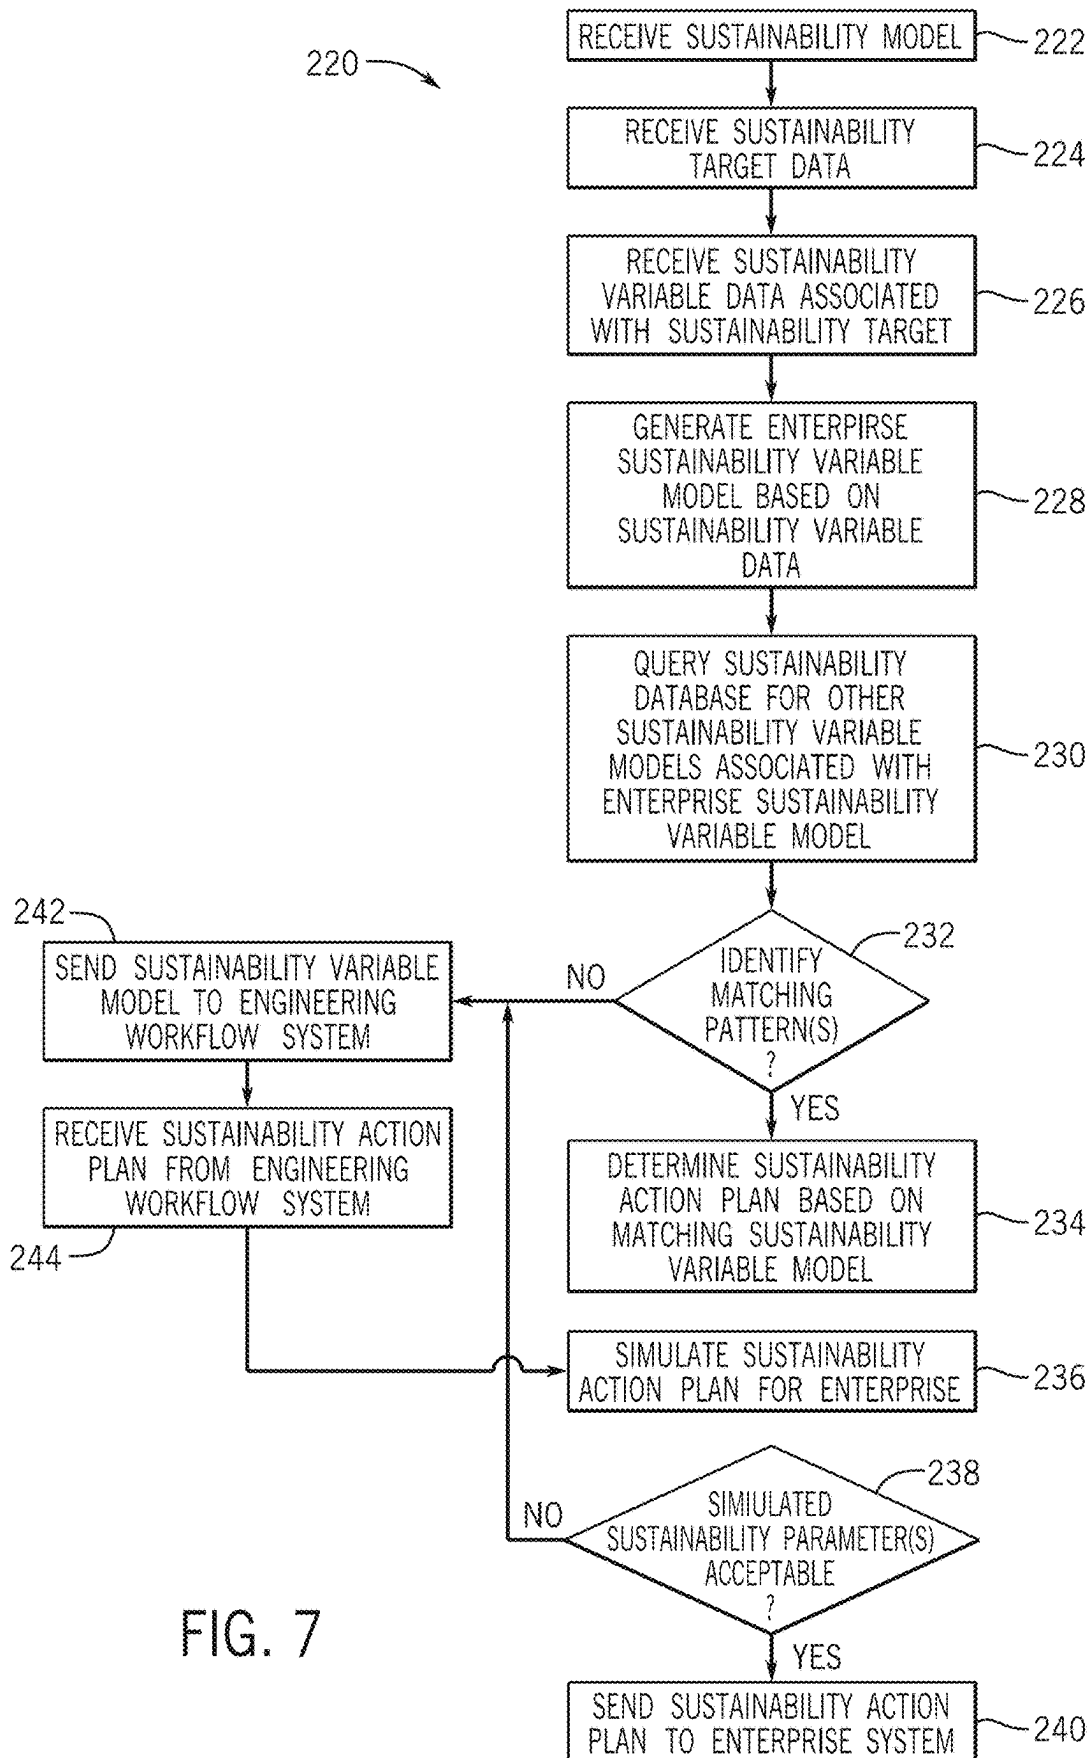 220
RECEIVE SUSTAINABILITY MODEL
222
RECEIVE SUSTAINABILITY
TARGET DATA
224
RECEIVE SUSTAINABILITY
VARIABLE DATA ASSOCIATED
WITH SUSTAINABILITY TARGET
226
GENERATE ENTERPIRSE
SUSTAINABILITY VARIABLE
MODEL BASED ON
SUSTAINABILITY VARIABLE
DATA
228
QUERY SUSTAINABILITY
DATABASE FOR OTHER
SUSTAINABILITY VARIABLE
MODELS ASSOCIATED WITH
ENTERPRISE SUSTAINABILITY
VARIABLE MODEL
230
IDENTIFY
MATCHING
PATTERN(S)
?
232
NO
YES
242
SEND SUSTAINABILITY VARIABLE
MODEL TO ENGINEERING
WORKFLOW SYSTEM
RECEIVE SUSTAINABILITY ACTION
PLAN FROM ENGINEERING
WORKFLOW SYSTEM
244
DETERMINE SUSTAINABILITY
ACTION PLAN BASED ON
MATCHING SUSTAINABILITY
VARIABLE MODEL
234
SIMULATE SUSTAINABILITY
ACTION PLAN FOR ENTERPRISE
236
SIMIULATED
SUSTAINABILITY PARAMETER(S)
ACCEPTABLE
?
238
NO
YES
SEND SUSTAINABILITY ACTION
PLAN TO ENTERPRISE SYSTEM
240
FIG. 7